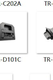 -C202A
TR-
-D101C
TR-